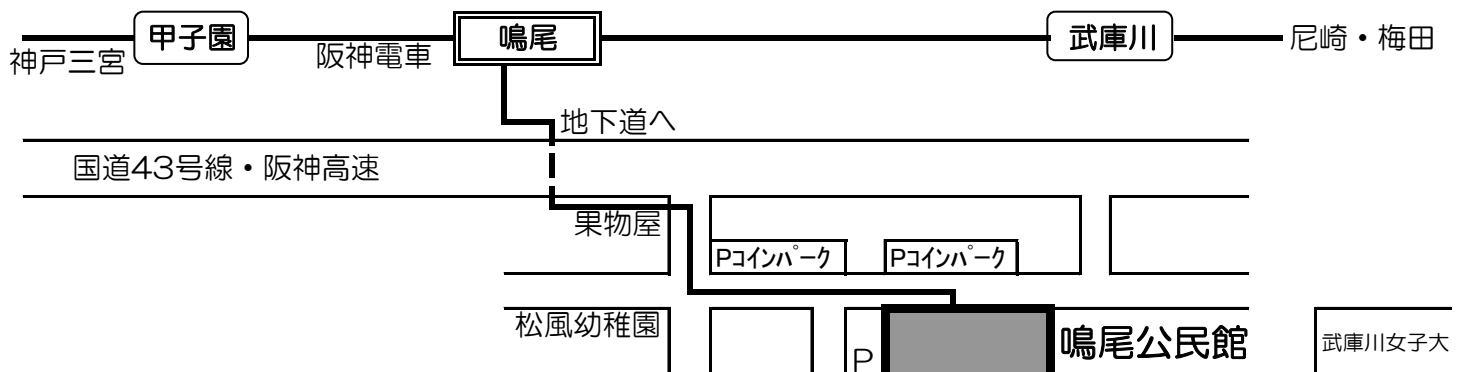 甲子園
鳴尾
武庫川
尼崎・梅田
神戸三宮
阪神電車
地下道へ
国道43号線・阪神高速
果物屋
Pコインパーク
Pコインパーク
松風幼稚園
P
鳴尾公民館
武庫川女子大